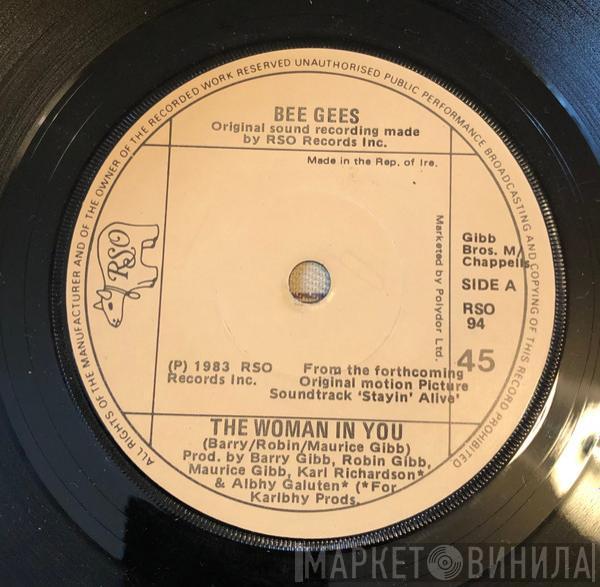 ALL RIGHTS OF THE MANUFACTURER AND OF THE OWNER OF THE RECORDED WORK RESERVED UNAUTHORISED PUBLIC PERFORMANCE BROADCASTING AND COPYING OF THIS RECORD PROHIBITED
BEE GEES
Original sound recording made
by RSO Records Inc.
Made in the Rep. of Ire.
RSO
Marketed by Polydor Ltd.
Gibb
Bros. M/
Chappells
SIDE A
RSO
94
45
(P) 1983 RSO
Records Inc.
From the forthcoming
Original motion Picture
Soundtrack 'Stayin' Alive'
THE WOMAN IN YOU
(Barry/Robin/Maurice Gibb)
Prod. by Barry Gibb, Robin Gibb,
Maurice Gibb, Karl Richardson*
& Albhy Galuten* (*For
Karlbhy Prods.
МАРКЕТ ВИНИЛА